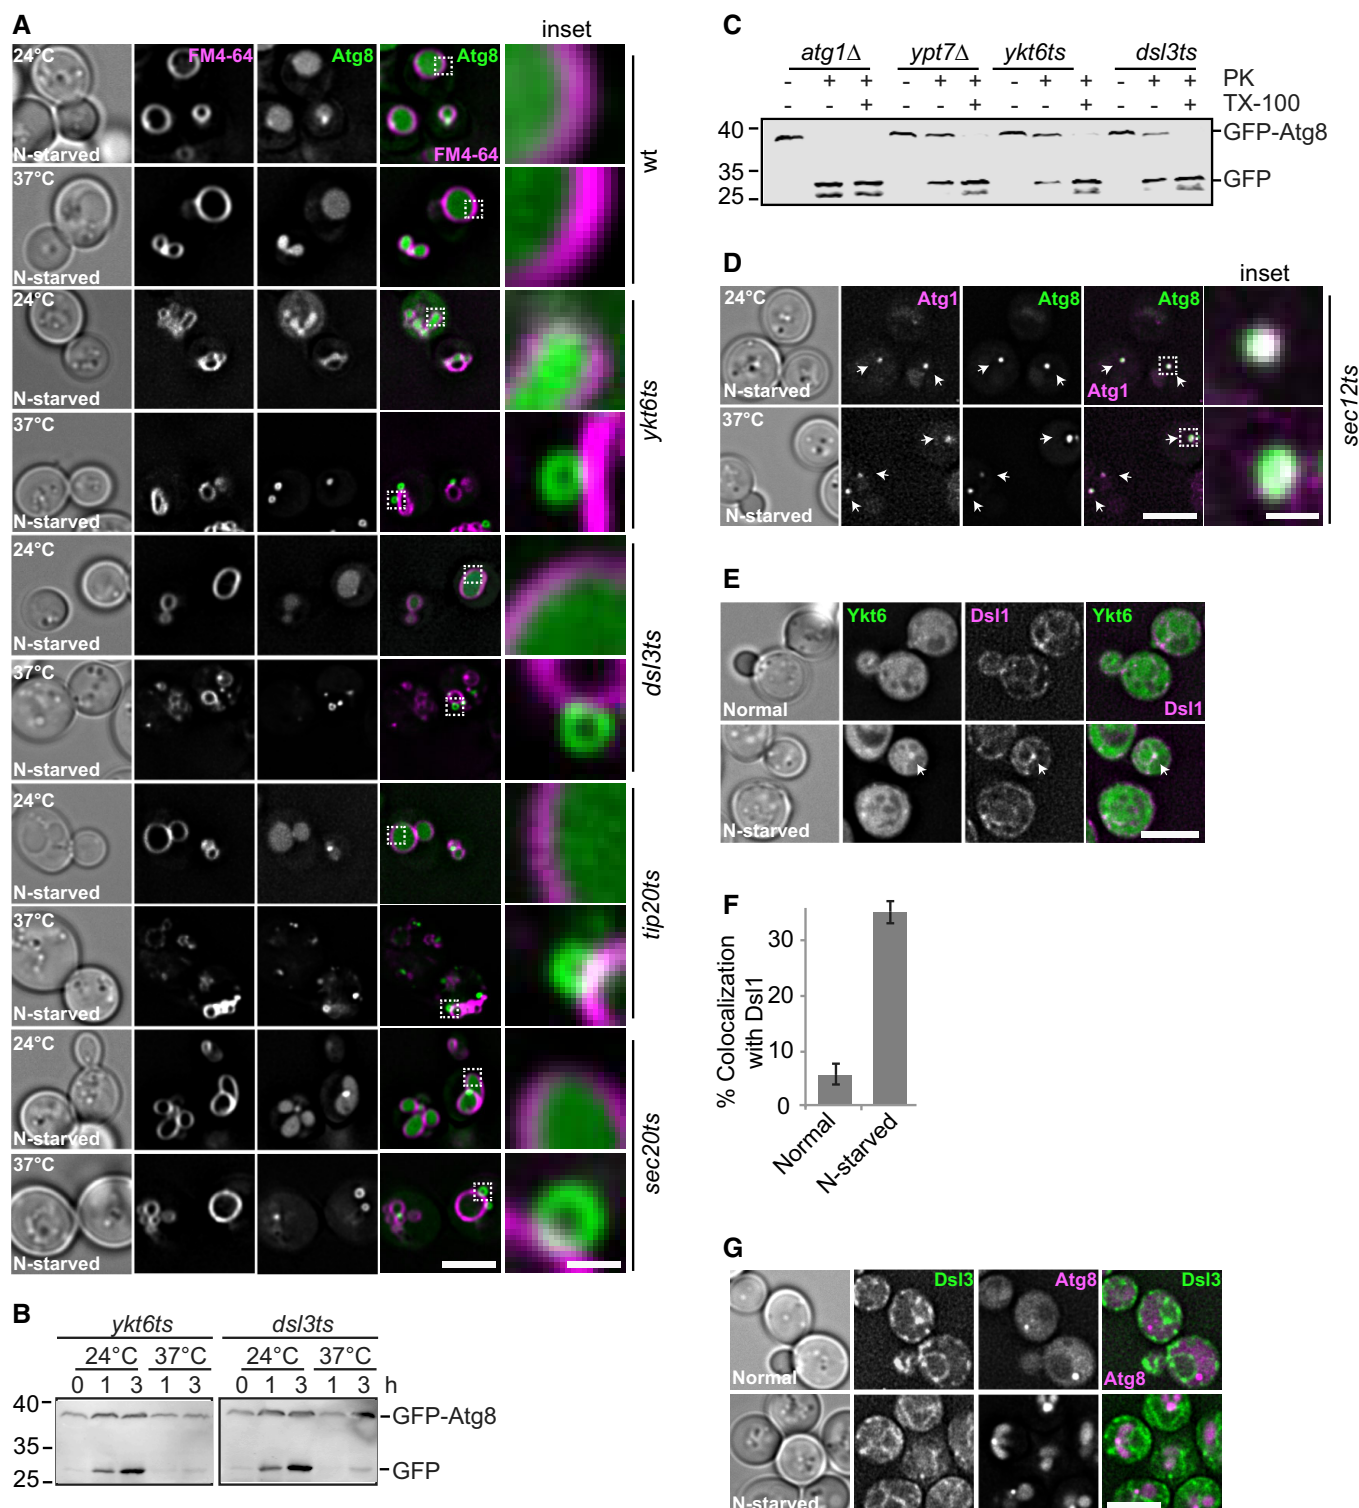 A
inset
24°C
FM4-64
Atg8
Atg8
N-starved
FM4-64
37°C
N-starved
wt
24°C
N-starved
37°C
N-starved
ykt6ts
24°C
N-starved
37°C
N-starved
dsl3ts
24°C
N-starved
37°C
N-starved
tip20ts
24°C
N-starved
37°C
N-starved
sec20ts
B
ykt6ts dsl3ts
24°C 37°C 24°C 37°C
0 1 3 1 3 0 1 3 1 3 h
40
35
25
GFP-Atg8
GFP
C
atg1Δ ypt7Δ ykt6ts dsl3ts
- + + - + + - + + - + + PK
- - + - - + - - + - - + TX-100
40
35
25
GFP-Atg8
GFP
D
inset
24°C
Atg1
Atg8
Atg8
N-starved
Atg1
37°C
N-starved
sec12ts
E
Ykt6
Dsl1
Ykt6
Normal
Dsl1
N-starved
F
% Colocalization
with Dsl1
30
20
10
0
Normal
N-starved
G
Dsl3
Atg8
Dsl3
Normal
Atg8
N-starved